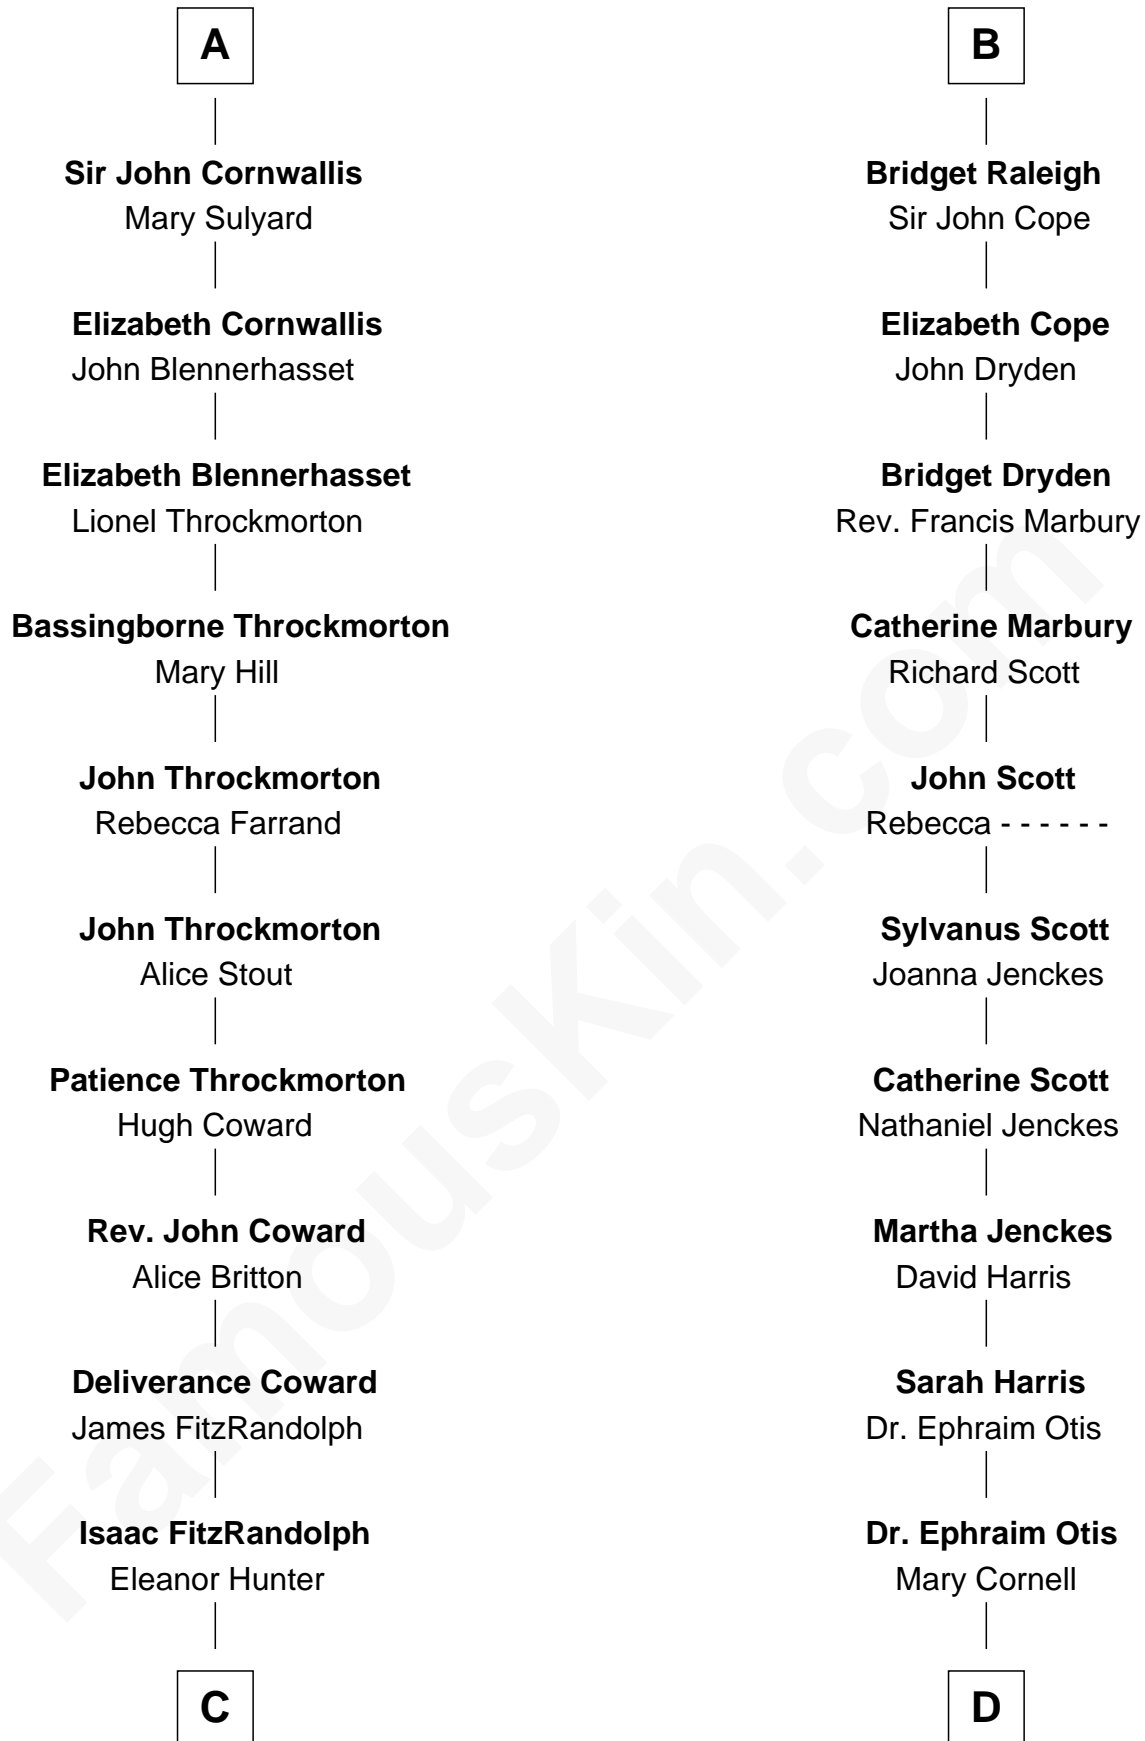 A
Sir John Cornwallis
Mary Sulyard
Elizabeth Cornwallis
John Blennerhasset
Elizabeth Blennerhasset
Lionel Throckmorton
Bassingborne Throckmorton
Mary Hill
John Throckmorton
Rebecca Farrand
John Throckmorton
Alice Stout
Patience Throckmorton
Hugh Coward
Rev. John Coward
Alice Britton
Deliverance Coward
James FitzRandolph
Isaac FitzRandolph
Eleanor Hunter
C
B
Bridget Raleigh
Sir John Cope
Elizabeth Cope
John Dryden
Bridget Dryden
Rev. Francis Marbury
Catherine Marbury
Richard Scott
John Scott
Rebecca - - - - - -
Sylvanus Scott
Joanna Jenckes
Catherine Scott
Nathaniel Jenckes
Martha Jenckes
David Harris
Sarah Harris
Dr. Ephraim Otis
Dr. Ephraim Otis
Mary Cornell
D
FamousKin.com